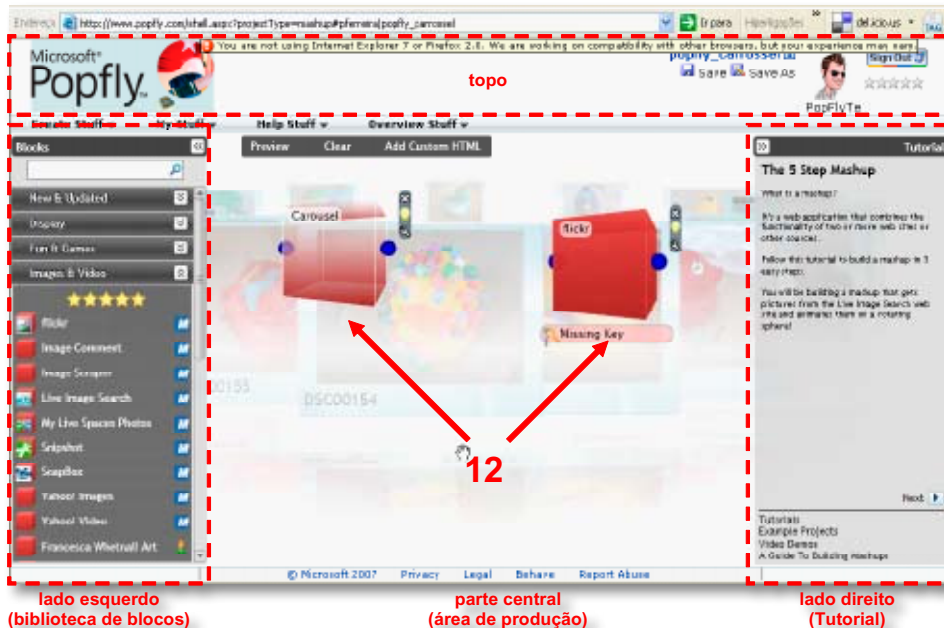 Endereço http://www.popfly.com/shell.aspx?projectType=mashup#pferreira(popfly_carrossel
Ir para Hiperligações » del.icio.us TAG
You are not using Internet Explorer 7 or Firefox 2.0. We are working on compatibility with other browsers, but your experience may vary.
Microsoft®
Popfly™
topo
Save Save As
Sign Out
PopFlyTe
Create Stuff My Stuff Help Stuff Overview Stuff
Blocks
Preview Clear Add Custom HTML
Tutorial
New & Updated
Display
Fun & Games
Images & Video
flickr
Image Comment
Image Scraper
Live Image Search
My Live Spaces Photos
Snipshot
SoapBox
Yahoo! Images
Yahoo! Video
Francesca Whetnall Art
Carousel
flickr
Missing Key
DSC00154
12
The 5 Step Mashup
What is a mashup?
It's a web application that combines the
functionality of two or more web sites or
other sources.
Follow this tutorial to build a mashup in 5
easy steps.
You will be building a mashup that gets
pictures from the Live Image Search web
site and animates them on a rotating
sphere!
Next
Tutorials
Example Projects
Video Demos
A Guide To Building Mashups
© Microsoft 2007 Privacy Legal Behave Report Abuse
lado esquerdo
(biblioteca de blocos)
parte central
(área de produção)
lado direito
(Tutorial)